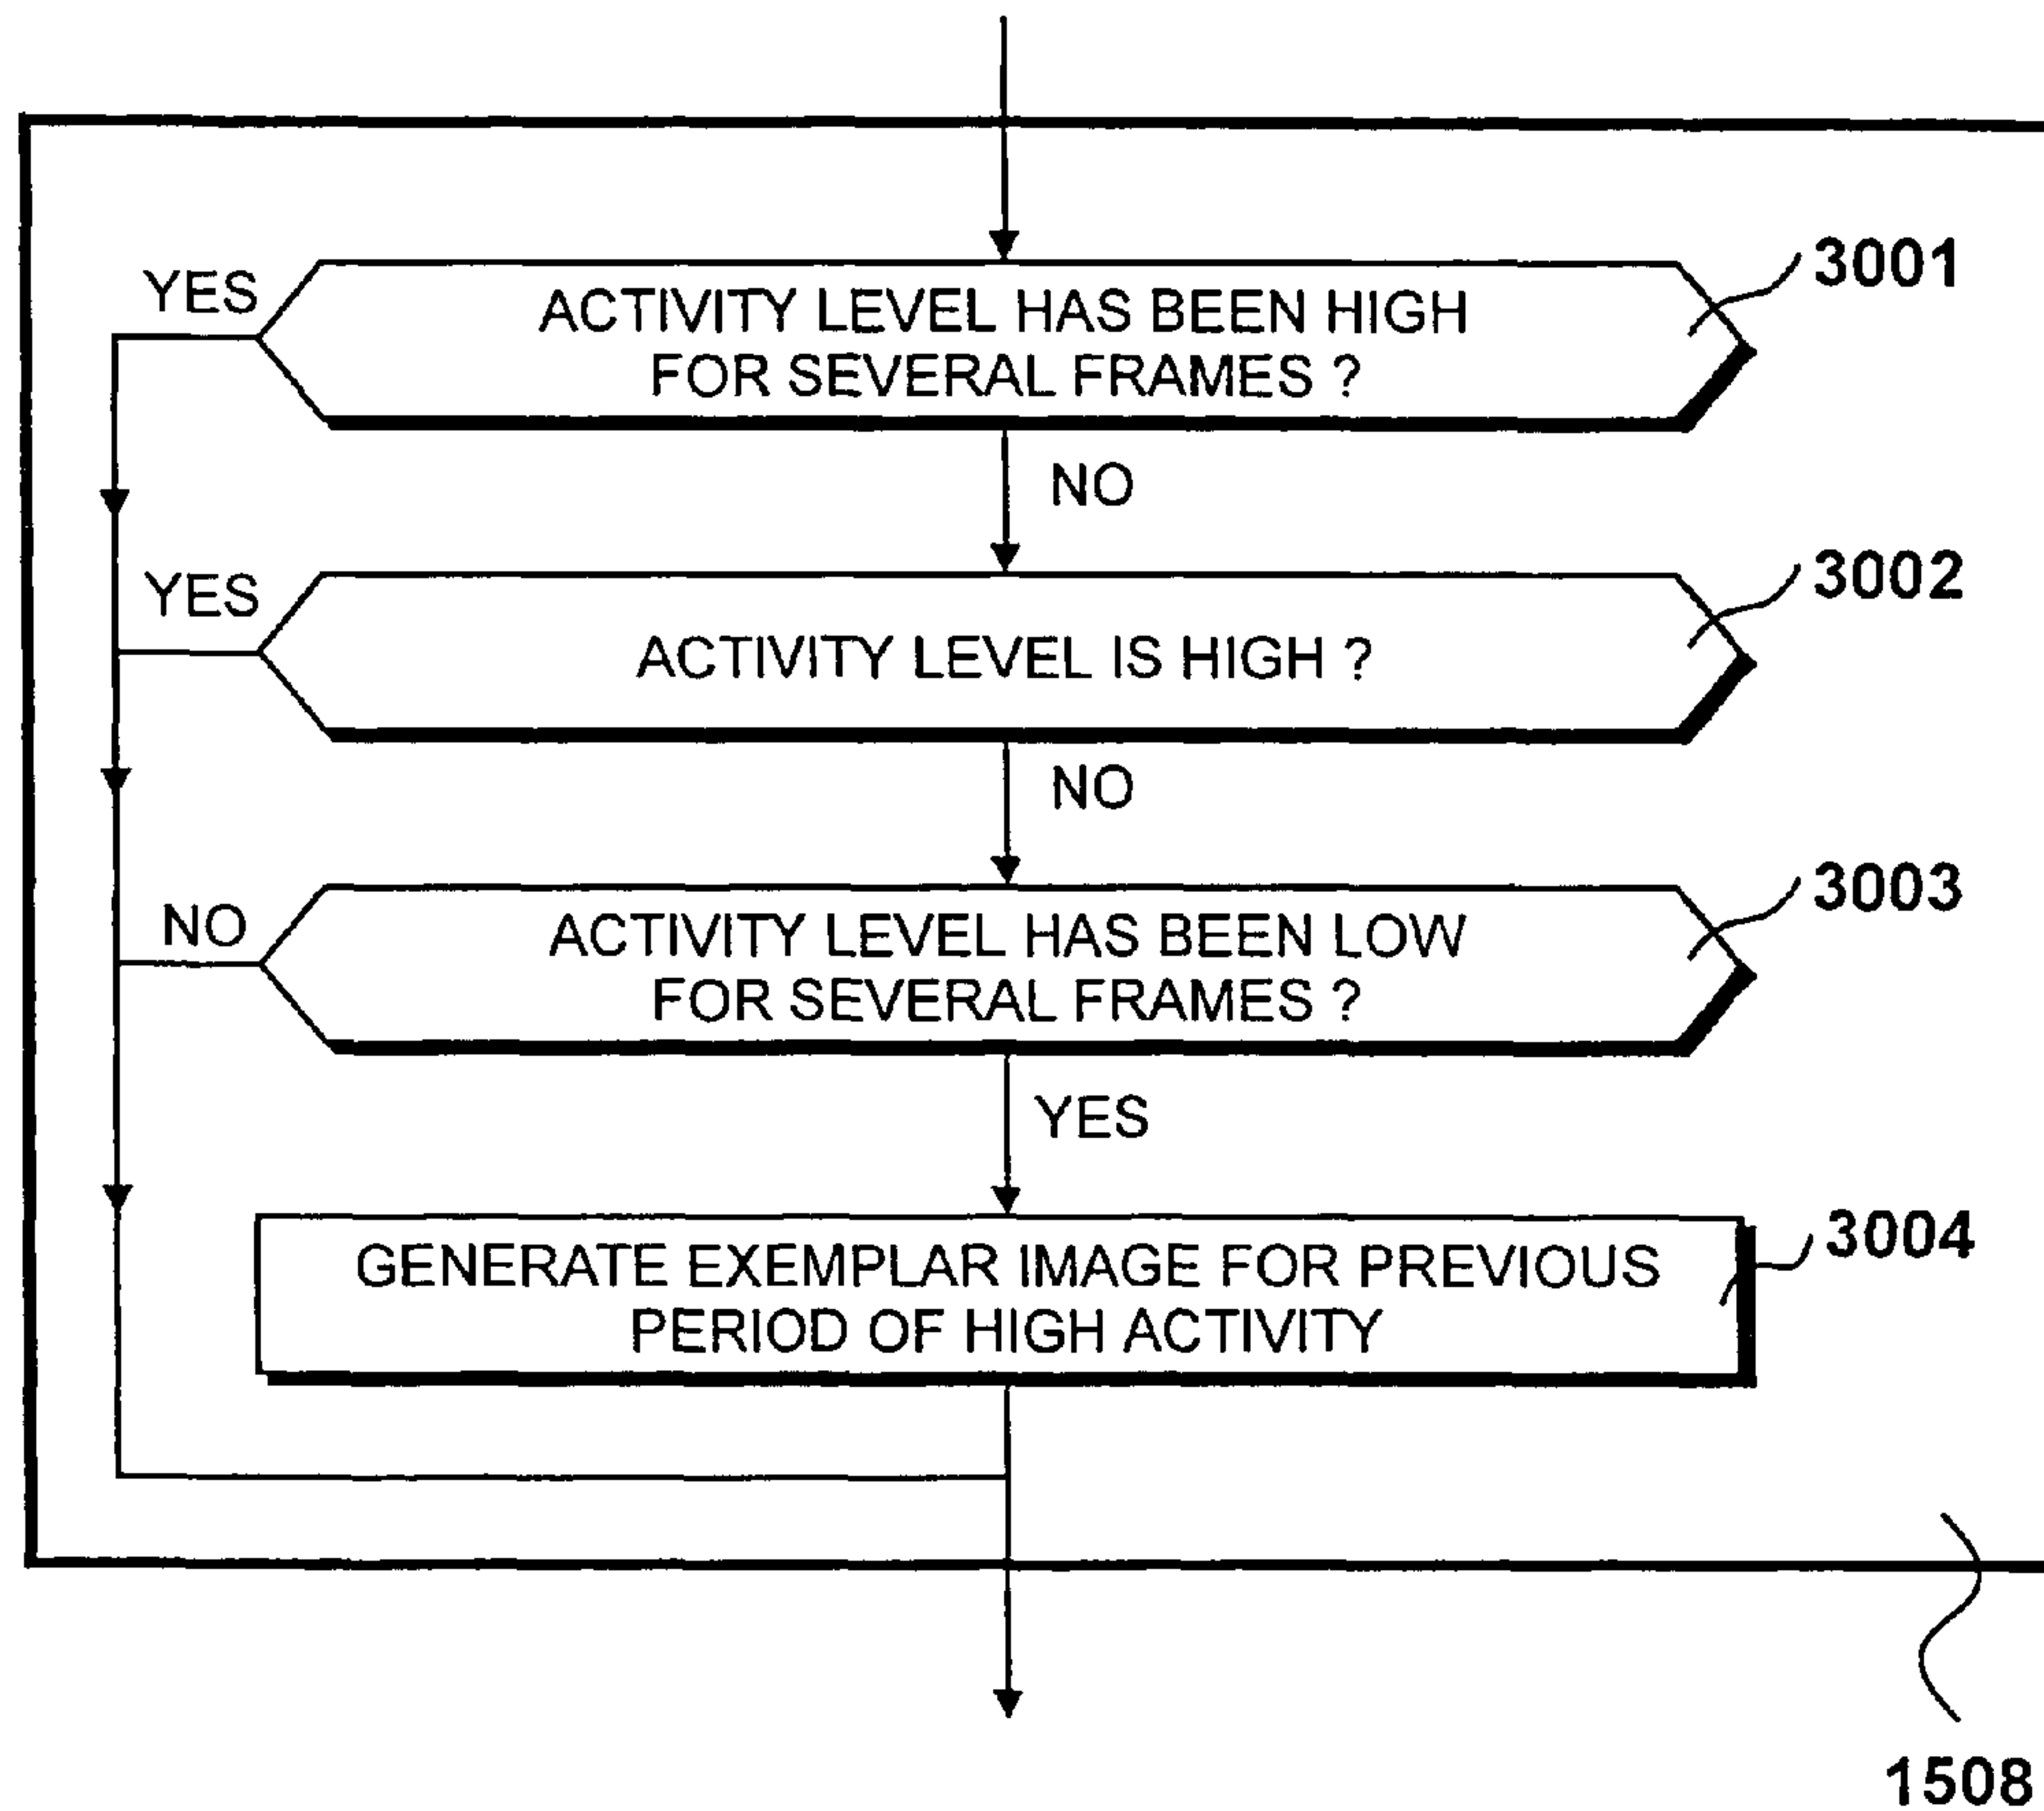 YES
ACTIVITY LEVEL HAS BEEN HIGH
FOR SEVERAL FRAMES ?
3001
NO
YES
ACTIVITY LEVEL IS HIGH ?
3002
NO
NO
ACTIVITY LEVEL HAS BEEN LOW
FOR SEVERAL FRAMES ?
3003
YES
GENERATE EXEMPLAR IMAGE FOR PREVIOUS
PERIOD OF HIGH ACTIVITY
3004
1508